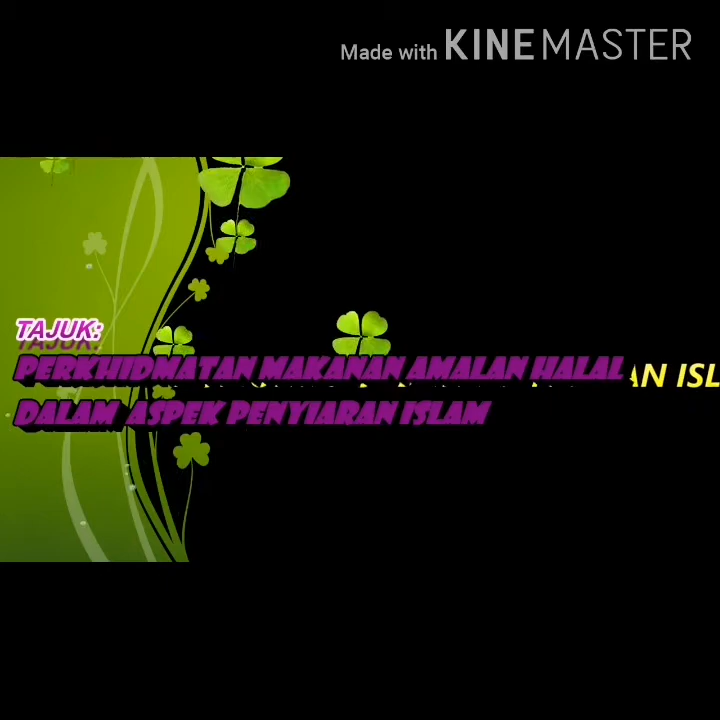 Made with KINEMASTER
TAJUK:
PERKHIDMATAN MAKANAN AMALAN HALAL
AN ISL
DALAM ASPEK PENYIARAN ISLAM